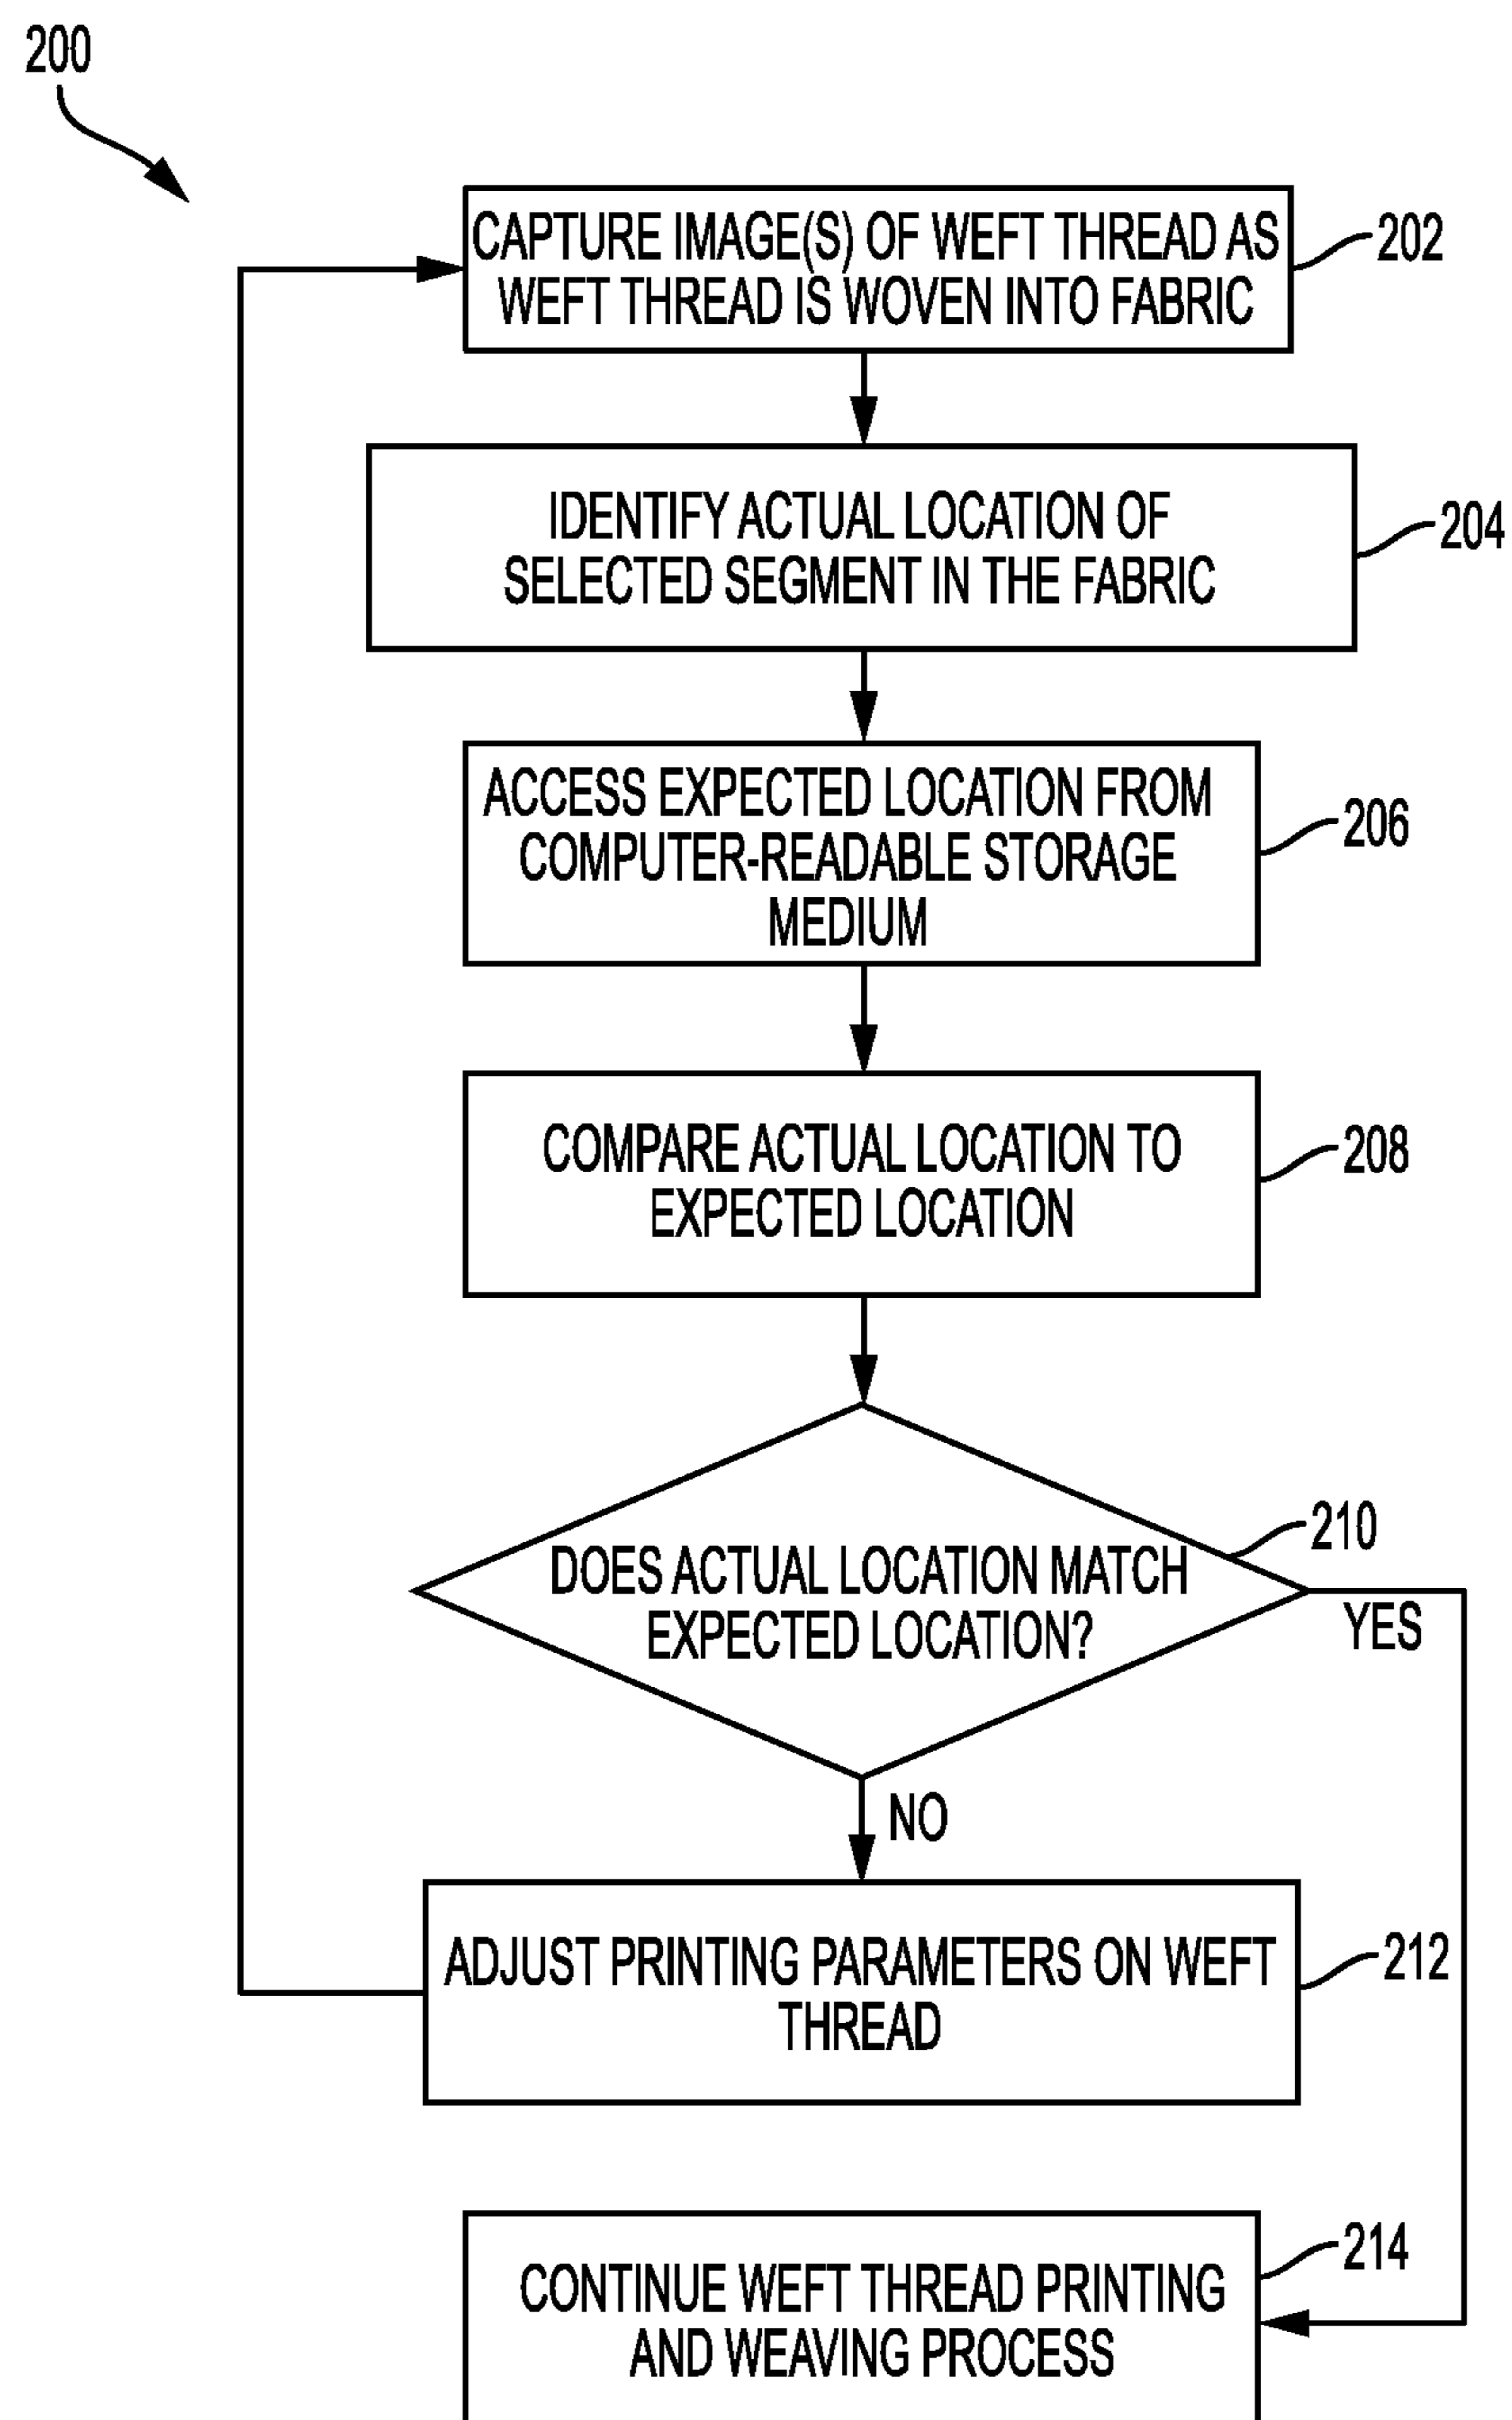 200
CAPTURE IMAGE(S) OF WEFT THREAD AS
WEFT THREAD IS WOVEN INTO FABRIC
202
IDENTIFY ACTUAL LOCATION OF
SELECTED SEGMENT IN THE FABRIC
204
ACCESS EXPECTED LOCATION FROM
COMPUTER-READABLE STORAGE
MEDIUM
206
COMPARE ACTUAL LOCATION TO
EXPECTED LOCATION
208
DOES ACTUAL LOCATION MATCH
EXPECTED LOCATION?
210
YES
NO
ADJUST PRINTING PARAMETERS ON WEFT
THREAD
212
CONTINUE WEFT THREAD PRINTING
AND WEAVING PROCESS
214